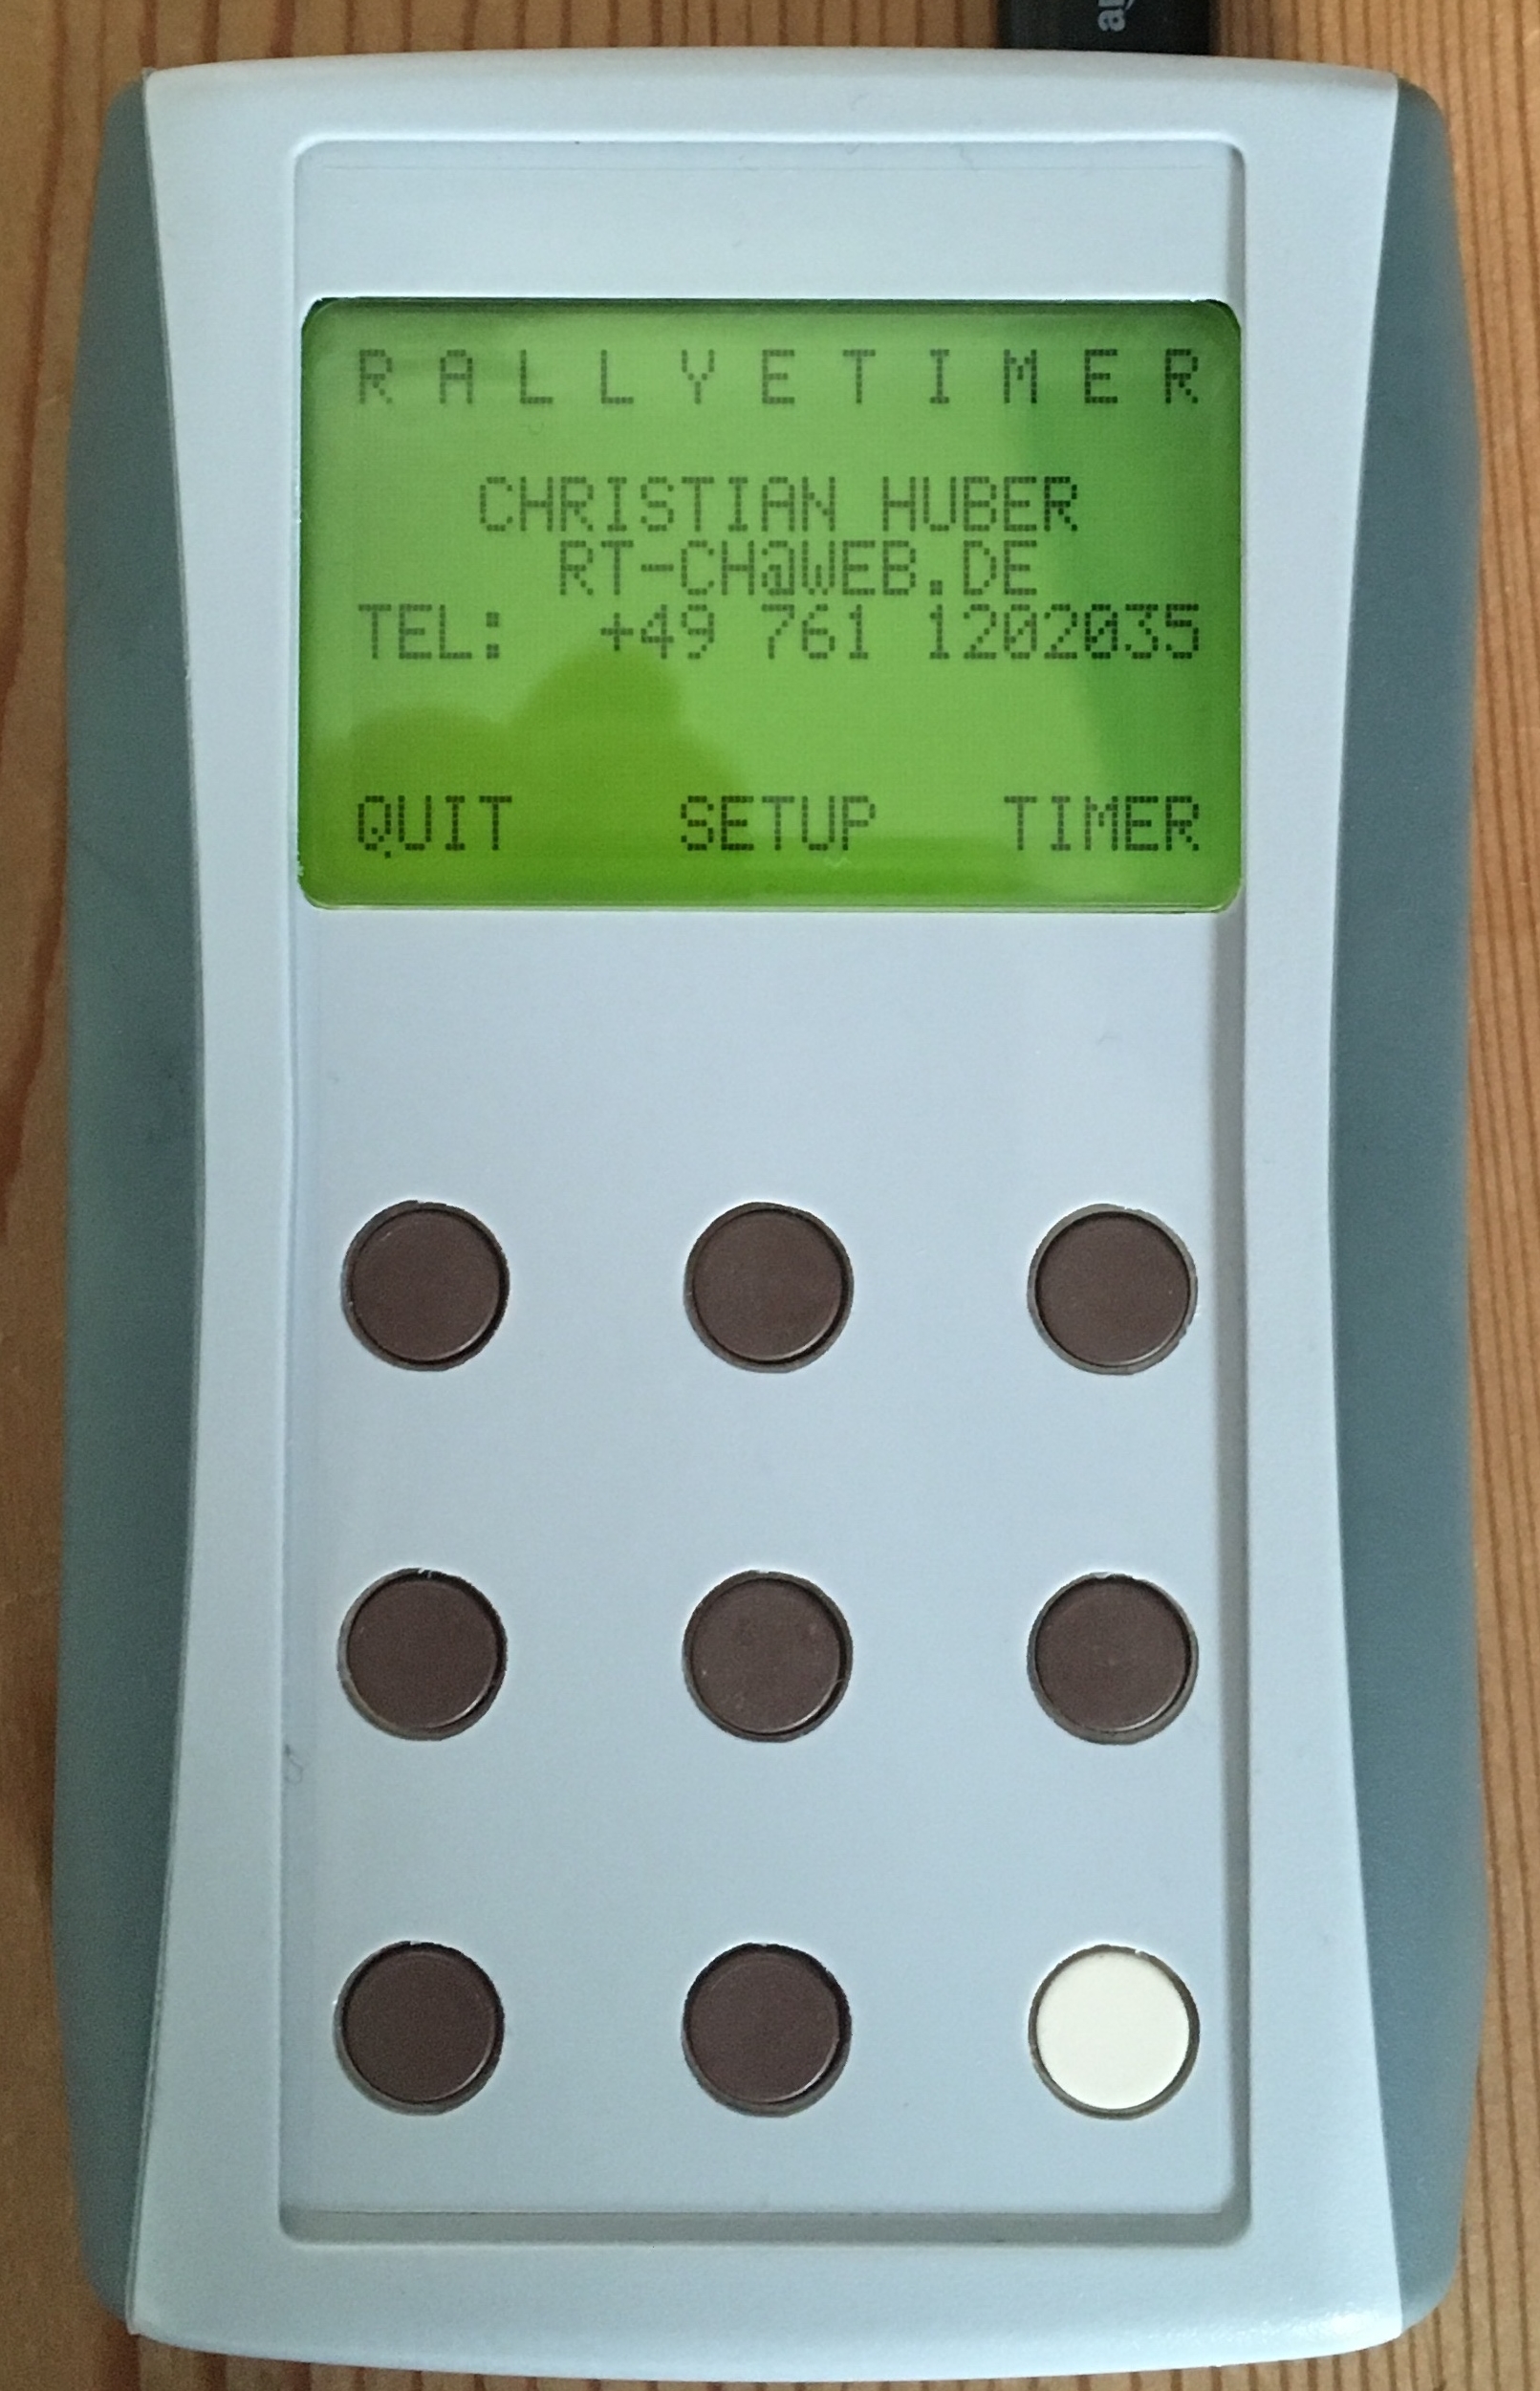 R A L L Y E T I M E R
CHRISTIAN HUBER
RT-CH@WEB.DE
TEL: +49 761 1202035
QUIT SETUP TIMER